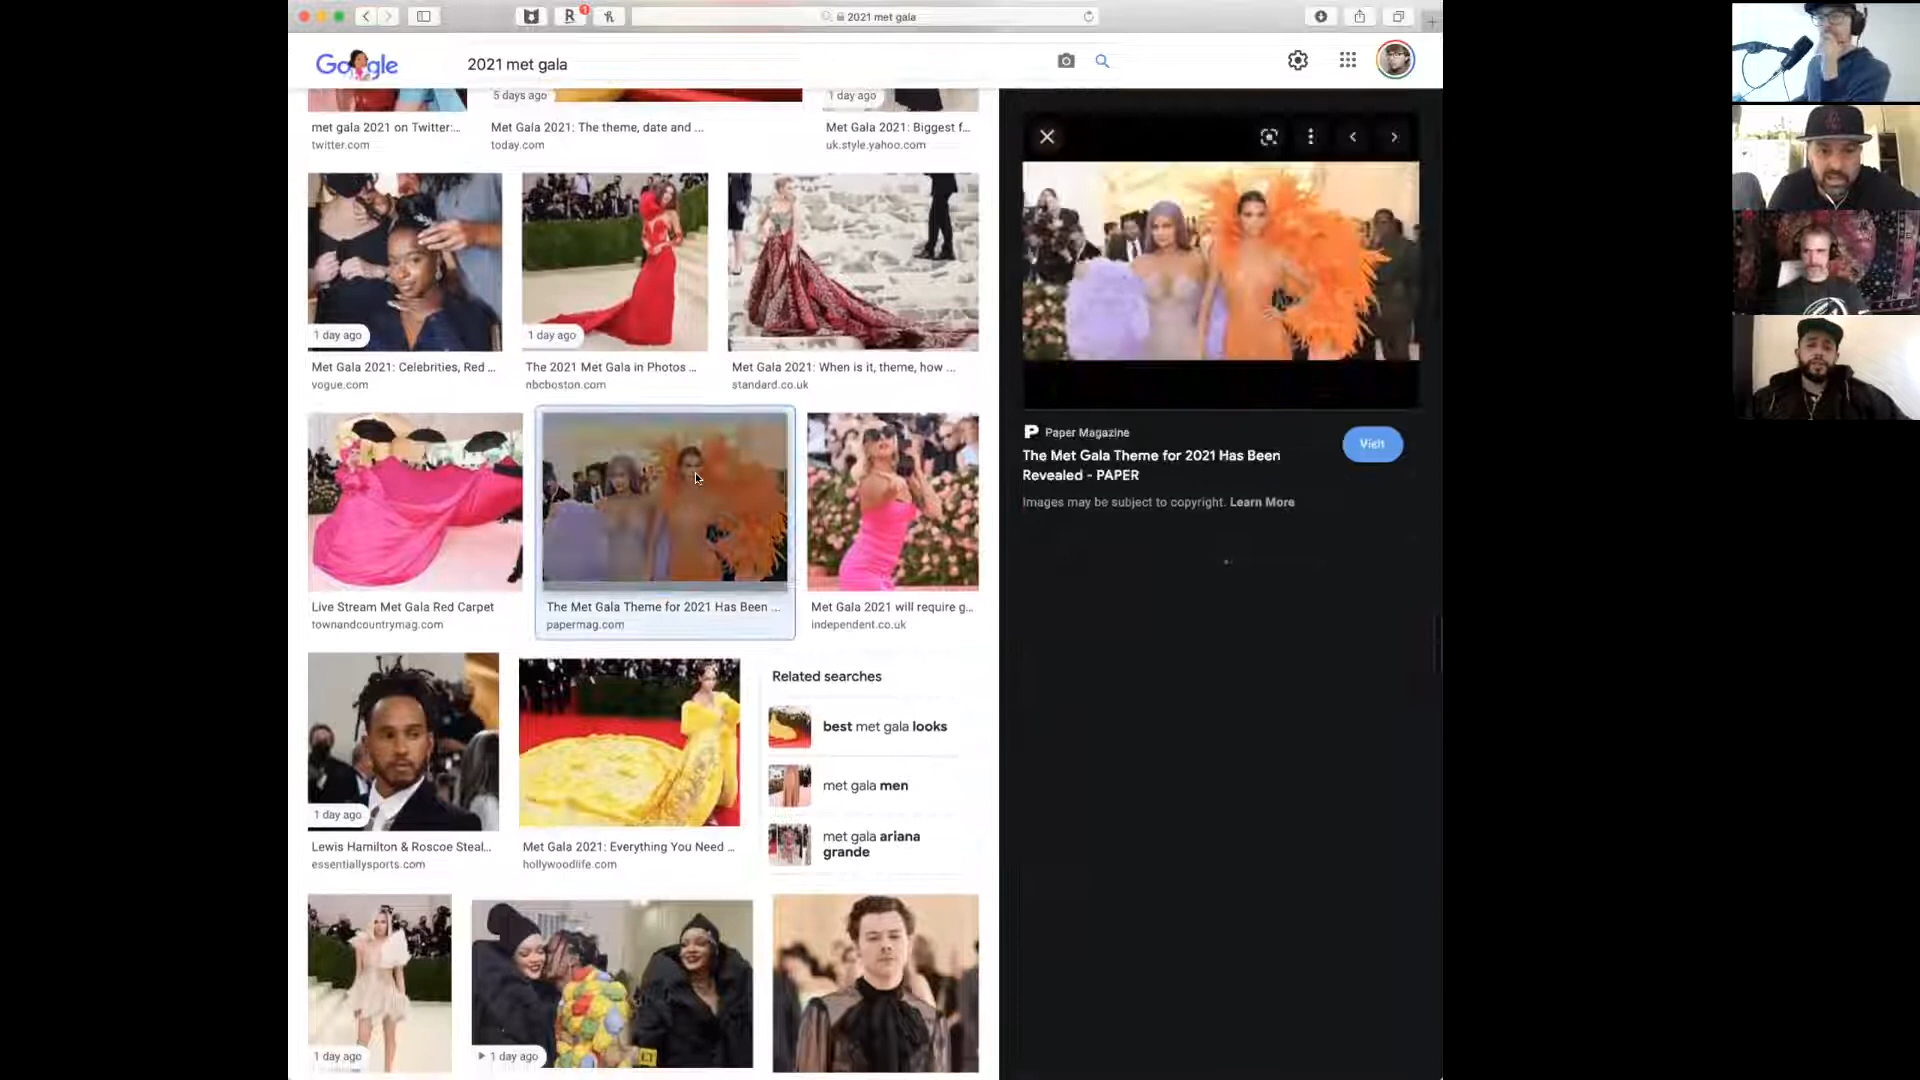 2021 met gala
Google
2021 met gala
5 days ago
1 day ago
met gala 2021 on Twitter:...
twitter.com
Met Gala 2021: The theme, date and ...
today.com
Met Gala 2021: Biggest f...
uk.style.yahoo.com
1 day ago
1 day ago
Met Gala 2021: Celebrities, Red ...
vogue.com
The 2021 Met Gala in Photos ...
nbcboston.com
Met Gala 2021: When is it, theme, how ...
standard.co.uk
Live Stream Met Gala Red Carpet
townandcountrymag.com
The Met Gala Theme for 2021 Has Been ...
papermag.com
Met Gala 2021 will require g...
independent.co.uk
1 day ago
Lewis Hamilton & Roscoe Steal...
essentiallysports.com
Met Gala 2021: Everything You Need ...
hollywoodlife.com
Related searches
best met gala looks
met gala men
met gala ariana
grande
1 day ago
1 day ago
ET
Paper Magazine
The Met Gala Theme for 2021 Has Been
Revealed - PAPER
Visit
Images may be subject to copyright. Learn More